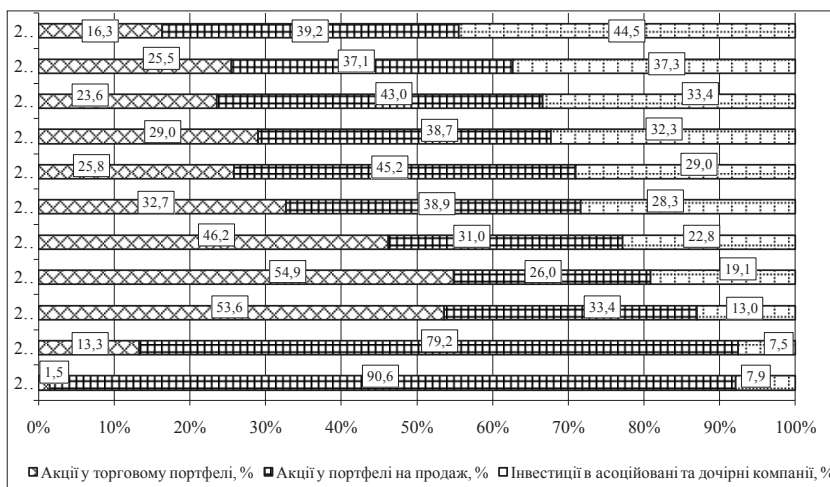 2.. 16,3 39,2 44,5
2.. 25,5 37,1 37,3
2.. 23,6 43,0 33,4
2.. 29,0 38,7 32,3
2.. 25,8 45,2 29,0
2.. 32,7 38,9 28,3
2.. 46,2 31,0 22,8
2.. 54,9 26,0 19,1
2.. 53,6 33,4 13,0
2.. 13,3 79,2 7,5
2.. 1,5 90,6 7,9
0% 10% 20% 30% 40% 50% 60% 70% 80% 90% 100%
Акції у торговому портфелі, % Акції у портфелі на продаж, % Інвестиції в асоційовані та дочірні компанії, %